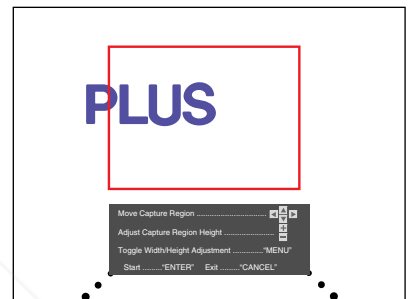 PLUS
Move Capture Region ................................
Adjust Capture Region Height .......................
Toggle Width/Height Adjustment ..............“MENU”
Start .........“ENTER” Exit .........“CANCEL”